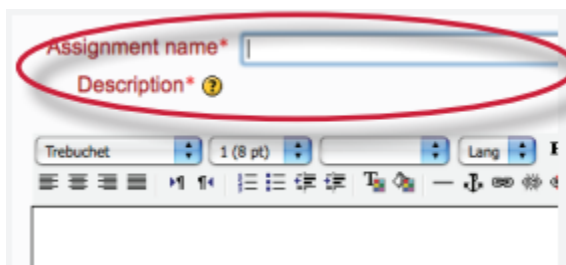 Assignment name*
Description* ?
Trebuchet 1 (8 pt) Lang